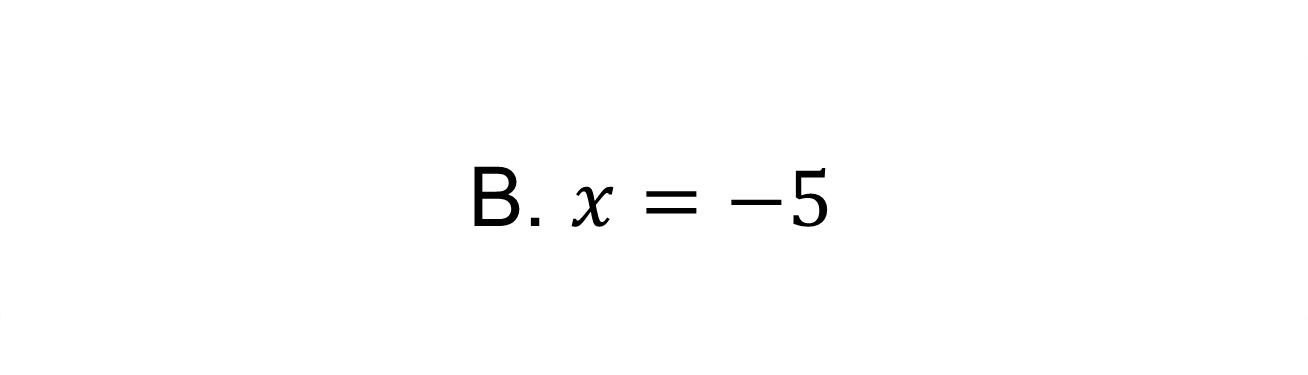 B. x = −5